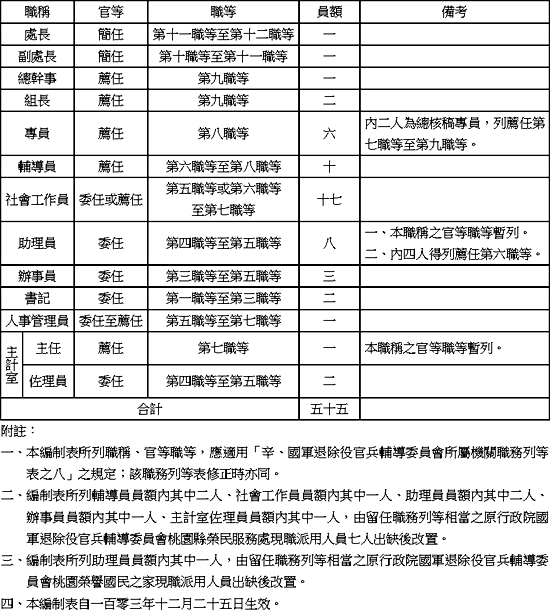 職稱 官等 職等 員額 備考
處長 簡任 第十一職等至第十二職等 一
副處長 簡任 第十職等至第十一職等 一
總幹事 薦任 第九職等 一
組長 薦任 第九職等 二
專員 薦任 第八職等 六 內二人為總核稿專員，列薦任第
七職等至第九職等。
輔導員 薦任 第六職等至第八職等 十
社會工作員 委任或薦任 第五職等或第六職等
至第七職等 十七
助理員 委任 第四職等至第五職等 八 一、本職稱之官等職等暫列。
二、內四人得列薦任第六職等。
辦事員 委任 第三職等至第五職等 三
書記 委任 第一職等至第三職等 二
人事管理員 委任至薦任 第五職等至第七職等 一
主計室 主任 薦任 第七職等 一 本職稱之官等職等暫列。
佐理員 委任 第四職等至第五職等 二
合計 五十五
附註：
一、本編制表所列職稱、官等職等，應適用「辛、國軍退除役官兵輔導委員會所屬機關職務列等
表之八」之規定；該職務列等表修正時亦同。
二、編制表所列輔導員員額內其中二人、社會工作員員額內其中一人、助理員員額內其中二人、
辦事員員額內其中一人、主計室佐理員員額內其中一人，由留任職務列等相當之原行政院國
軍退除役官兵輔導委員會桃園縣榮民服務處現職派用人員七人出缺後改置。
三、編制表所列助理員員額內其中一人，由留任職務列等相當之原行政院國軍退除役官兵輔導委
員會桃園榮譽國民之家現職派用人員出缺後改置。
四、本編制表自一百零三年十二月二十五日生效。